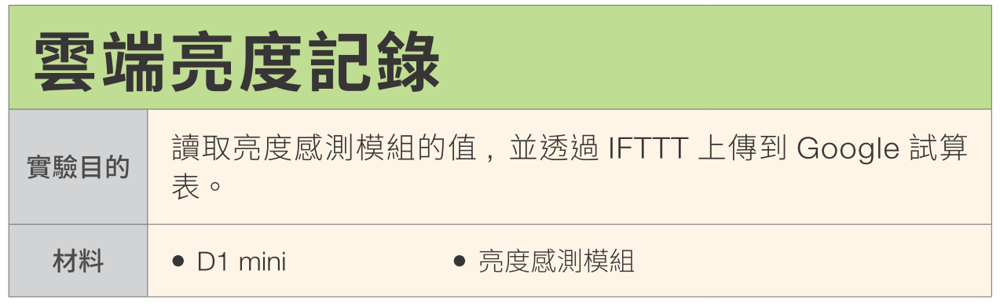 雲端亮度記錄
實驗目的
讀取亮度感測模組的值，並透過 IFTTT 上傳到 Google 試算
表。
材料
● D1 mini
● 亮度感測模組